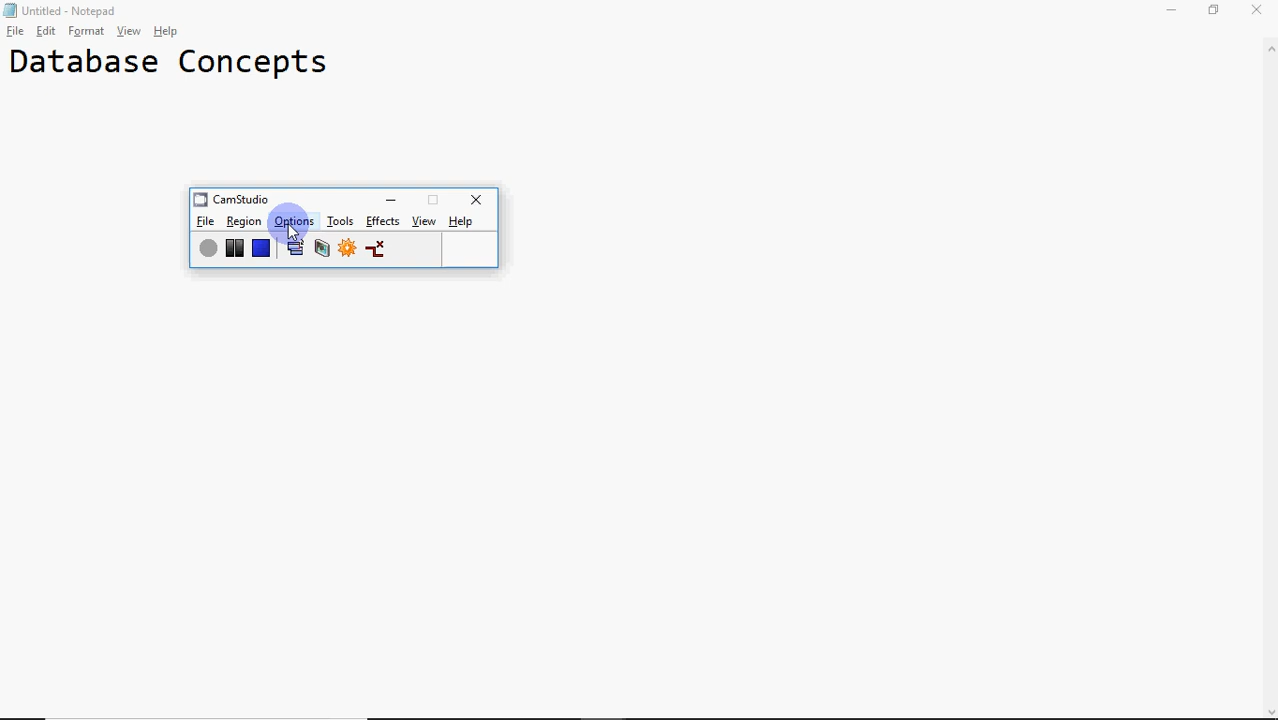 Untitled - Notepad
File Edit Format View Help
Database Concepts
CamStudio
File Region Options Tools Effects View Help